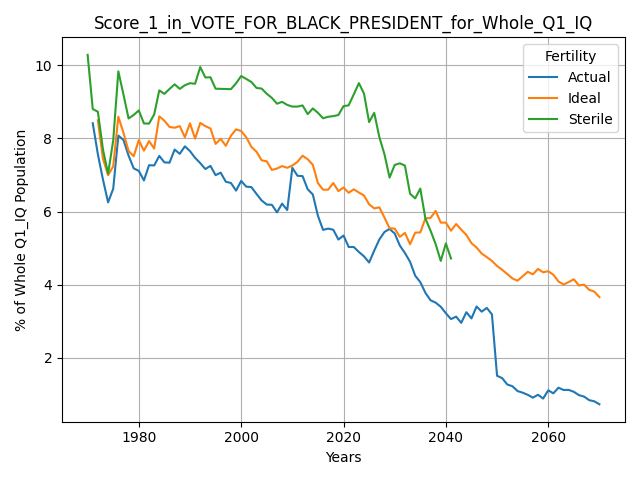 Score_1_in_VOTE_FOR_BLACK_PRESIDENT_for_Whole_Q1_IQ
Fertility
Actual
Ideal
Sterile
% of Whole Q1_IQ Population
10
8
6
4
2
1980
2000
2020
2040
2060
Years